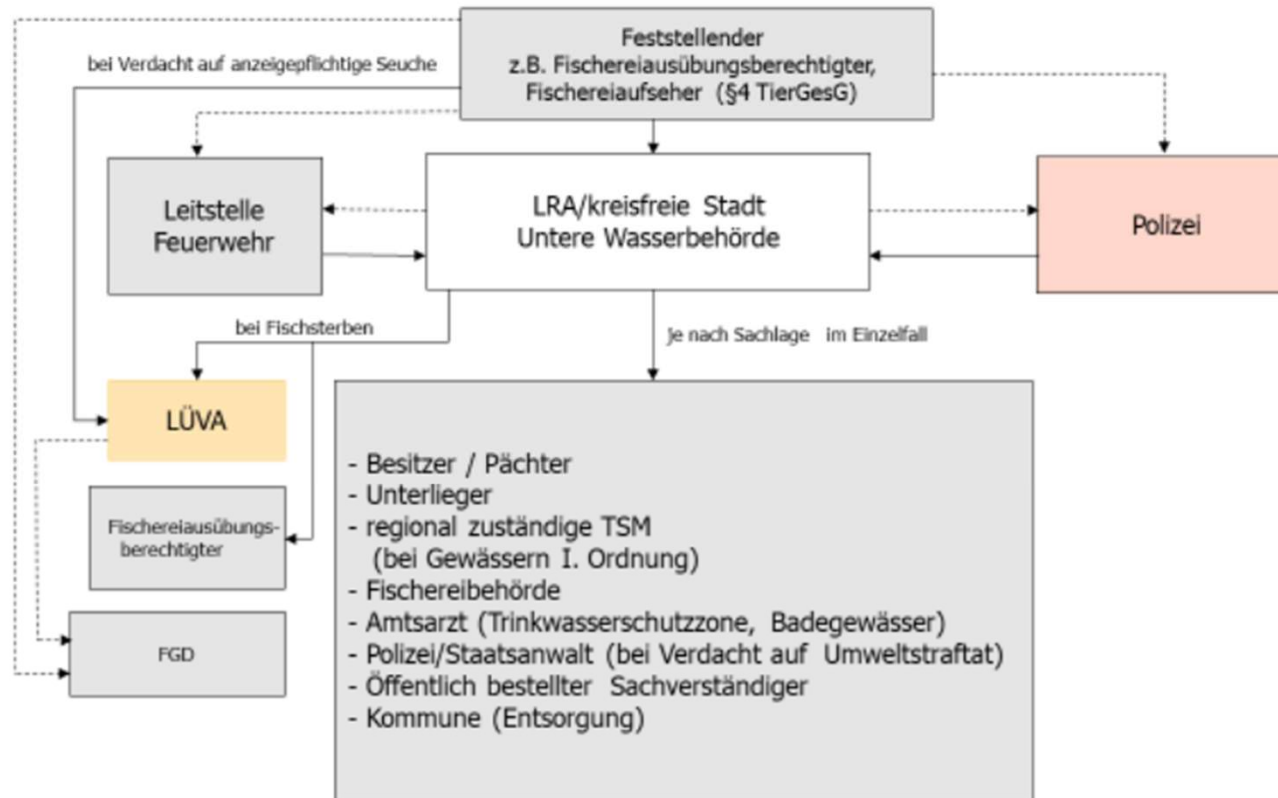 Feststellender
z.B. Fischereiausübungsberechtigter,
Fischereiaufseher (§4 TierGesG)
bei Verdacht auf anzeigepflichtige Seuche
Leitstelle
Feuerwehr
LRA/kreisfreie Stadt
Untere Wasserbehörde
Polizei
bei Fischsterben
je nach Sachlage im Einzelfall
LÜVA
Fischereiausübungs-
berechtigter
FGD
- Besitzer / Pächter
- Unterlieger
- regional zuständige TSM
(bei Gewässern I. Ordnung)
- Fischereibehörde
- Amtsarzt (Trinkwasserschutzzone, Badegewässer)
- Polizei/Staatsanwalt (bei Verdacht auf Umweltstraftat)
- Öffentlich bestellter Sachverständiger
- Kommune (Entsorgung)